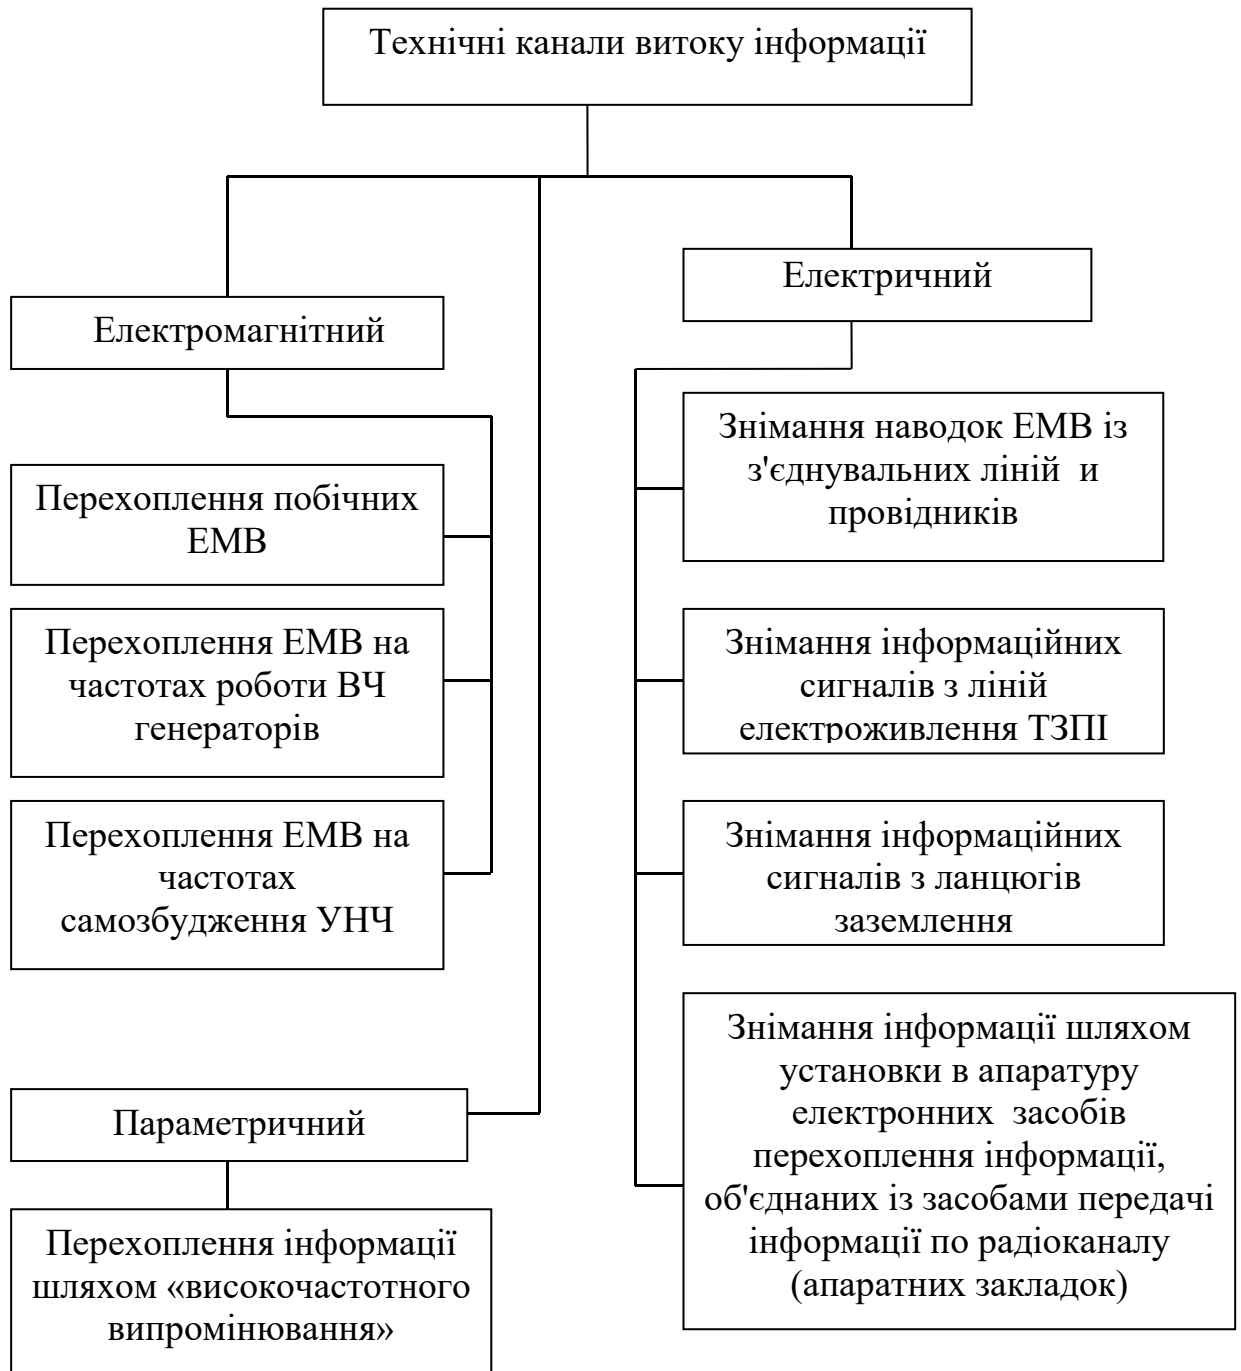 Технічні канали витоку інформації
Електромагнітний
Перехоплення побічних
ЕМВ
Перехоплення ЕМВ на
частотах роботи ВЧ
генераторів
Перехоплення ЕМВ на
частотах
самозбудження УНЧ
Параметричний
Перехоплення інформації
шляхом «високочастотного
випромінювання»
Електричний
Знімання наводок ЕМВ із
з'єднувальних ліній  и
провідників
Знімання інформаційних
сигналів з ліній
електроживлення ТЗПІ
Знімання інформаційних
сигналів з ланцюгів
заземлення
Знімання інформації шляхом
установки в апаратуру
електронних  засобів
перехоплення інформації,
об'єднаних із засобами передачі
інформації по радіоканалу
(апаратних закладок)